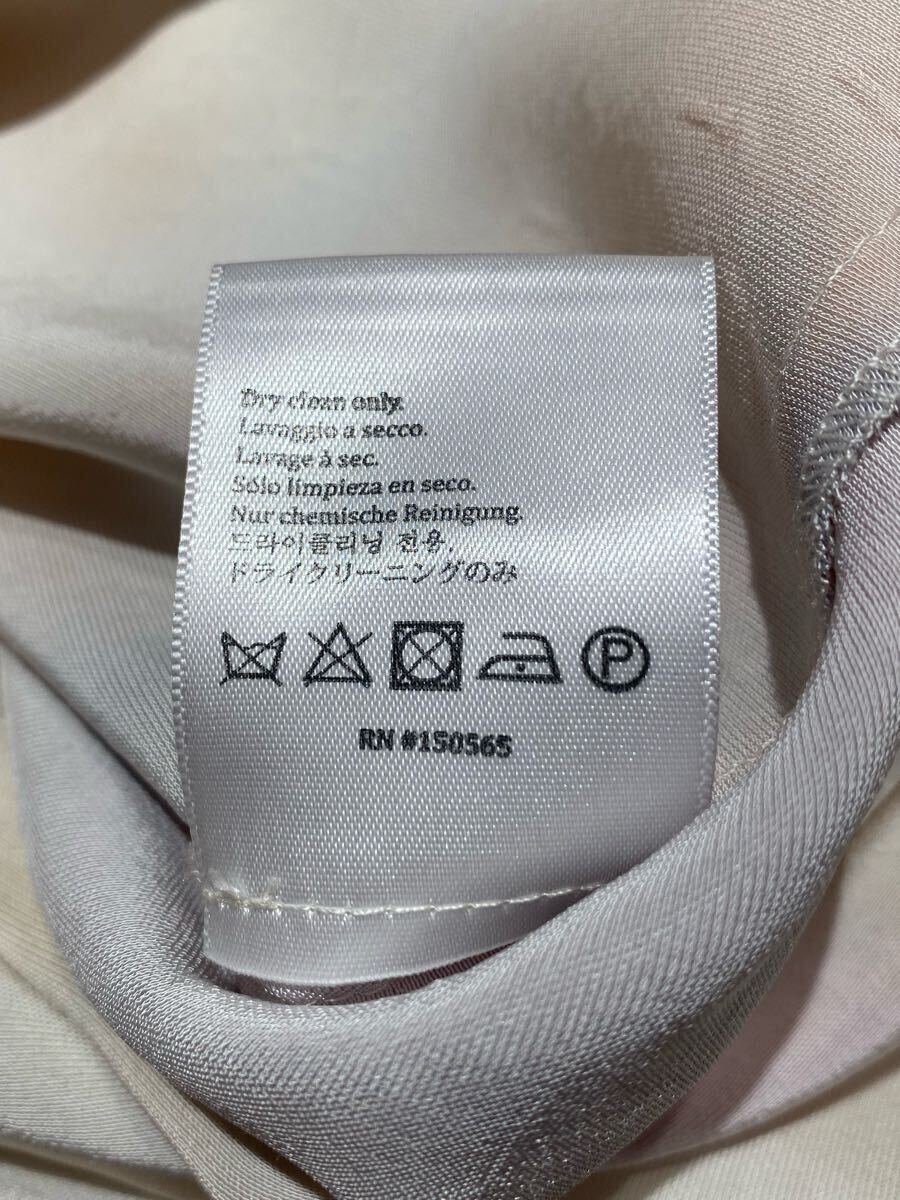 Dry clean only.
Lavaggio a secco.
Lavage à sec.
Sólo limpieza en seco.
Nur chemische Reinigung.
드라이클리닝 전용.
ドライクリーニングのみ
P
RN #150565